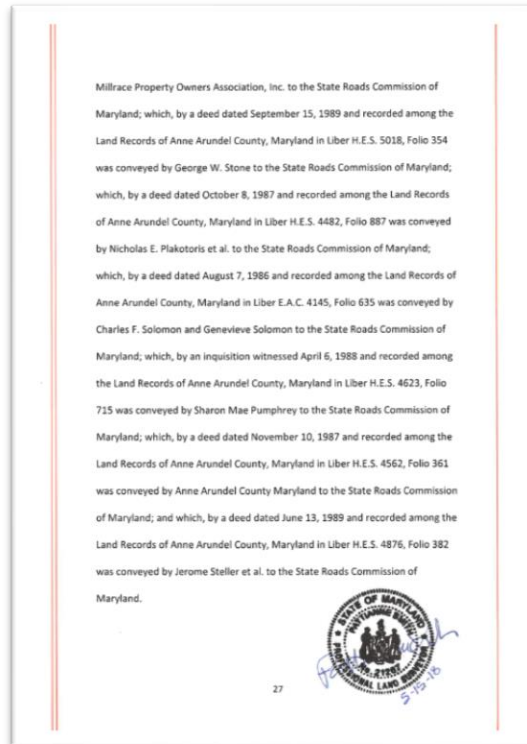 Millrace Property Owners Association, Inc. to the State Roads Commission of
Maryland; which, by a deed dated September 15, 1989 and recorded among the
Land Records of Anne Arundel County, Maryland in Liber H.E.S. 5018, Folio 354
was conveyed by George W. Stone to the State Roads Commission of Maryland;
which, by a deed dated October 8, 1987 and recorded among the Land Records
of Anne Arundel County, Maryland in Liber H.E.S. 4482, Folio 887 was conveyed
by Nicholas E. Plakotoris et al. to the State Roads Commission of Maryland;
which, by a deed dated August 7, 1986 and recorded among the Land Records of
Anne Arundel County, Maryland in Liber E.A.C. 4145, Folio 635 was conveyed by
Charles F. Solomon and Genevieve Solomon to the State Roads Commission of
Maryland; which, by an inquisition witnessed April 6, 1988 and recorded among
the Land Records of Anne Arundel County, Maryland in Liber H.E.S. 4623, Folio
715 was conveyed by Sharon Mae Pumphrey to the State Roads Commission of
Maryland; which, by a deed dated November 10, 1987 and recorded among the
Land Records of Anne Arundel County, Maryland in Liber H.E.S. 4562, Folio 361
was conveyed by Anne Arundel County Maryland to the State Roads Commission
of Maryland; and which, by a deed dated June 13, 1989 and recorded among the
Land Records of Anne Arundel County, Maryland in Liber H.E.S. 4876, Folio 382
was conveyed by Jerome Steller et al. to the State Roads Commission of
Maryland.
STATE OF MARYLAND
PATTIANNE SMITH
No. 21267
PROFESSIONAL LAND SURVEYOR
5-15-18
27